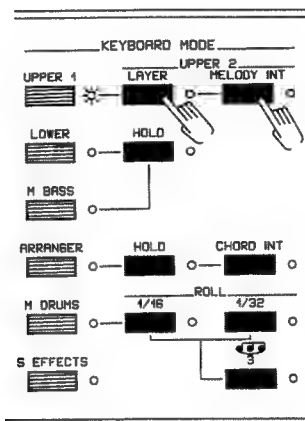 KEYBOARD MODE
UPPER 2
UPPER 1 LAYER MELODY INT
LOWER HOLD
M BASS
ARRANGER HOLD CHORD INT
ROLL
M DRUMS 1/16 1/32
3
S EFFECTS